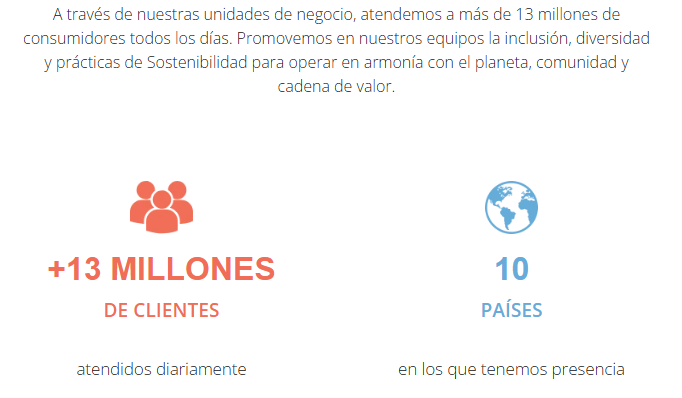 A través de nuestras unidades de negocio, atendemos a más de 13 millones de
consumidores todos los días. Promovemos en nuestros equipos la inclusión, diversidad
y prácticas de Sostenibilidad para operar en armonía con el planeta, comunidad y
cadena de valor.
+13 MILLONES
DE CLIENTES
atendidos diariamente
10
PAÍSES
en los que tenemos presencia